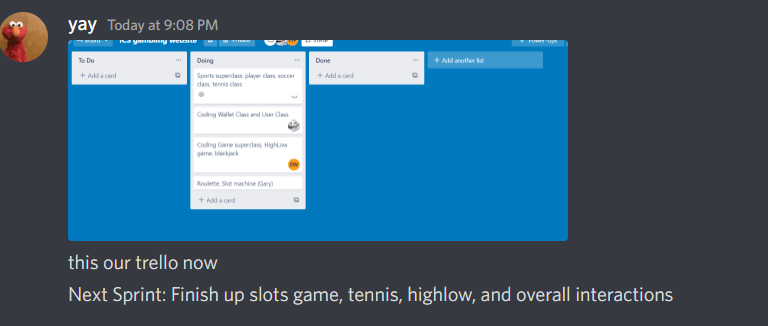 yay Today at 9:08 PM
ICS gambling website
To Do
Doing
Done
+ Add another list
+ Add a card
Sports superclass, player class, soccer
class, tennis class
+ Add a card
Coding Wallet Class and User Class
Coding Game superclass, HighLow
game, blackjack
Roulette, Slot machine (Gary)
+ Add a card
this our trello now
Next Sprint: Finish up slots game, tennis, highlow, and overall interactions